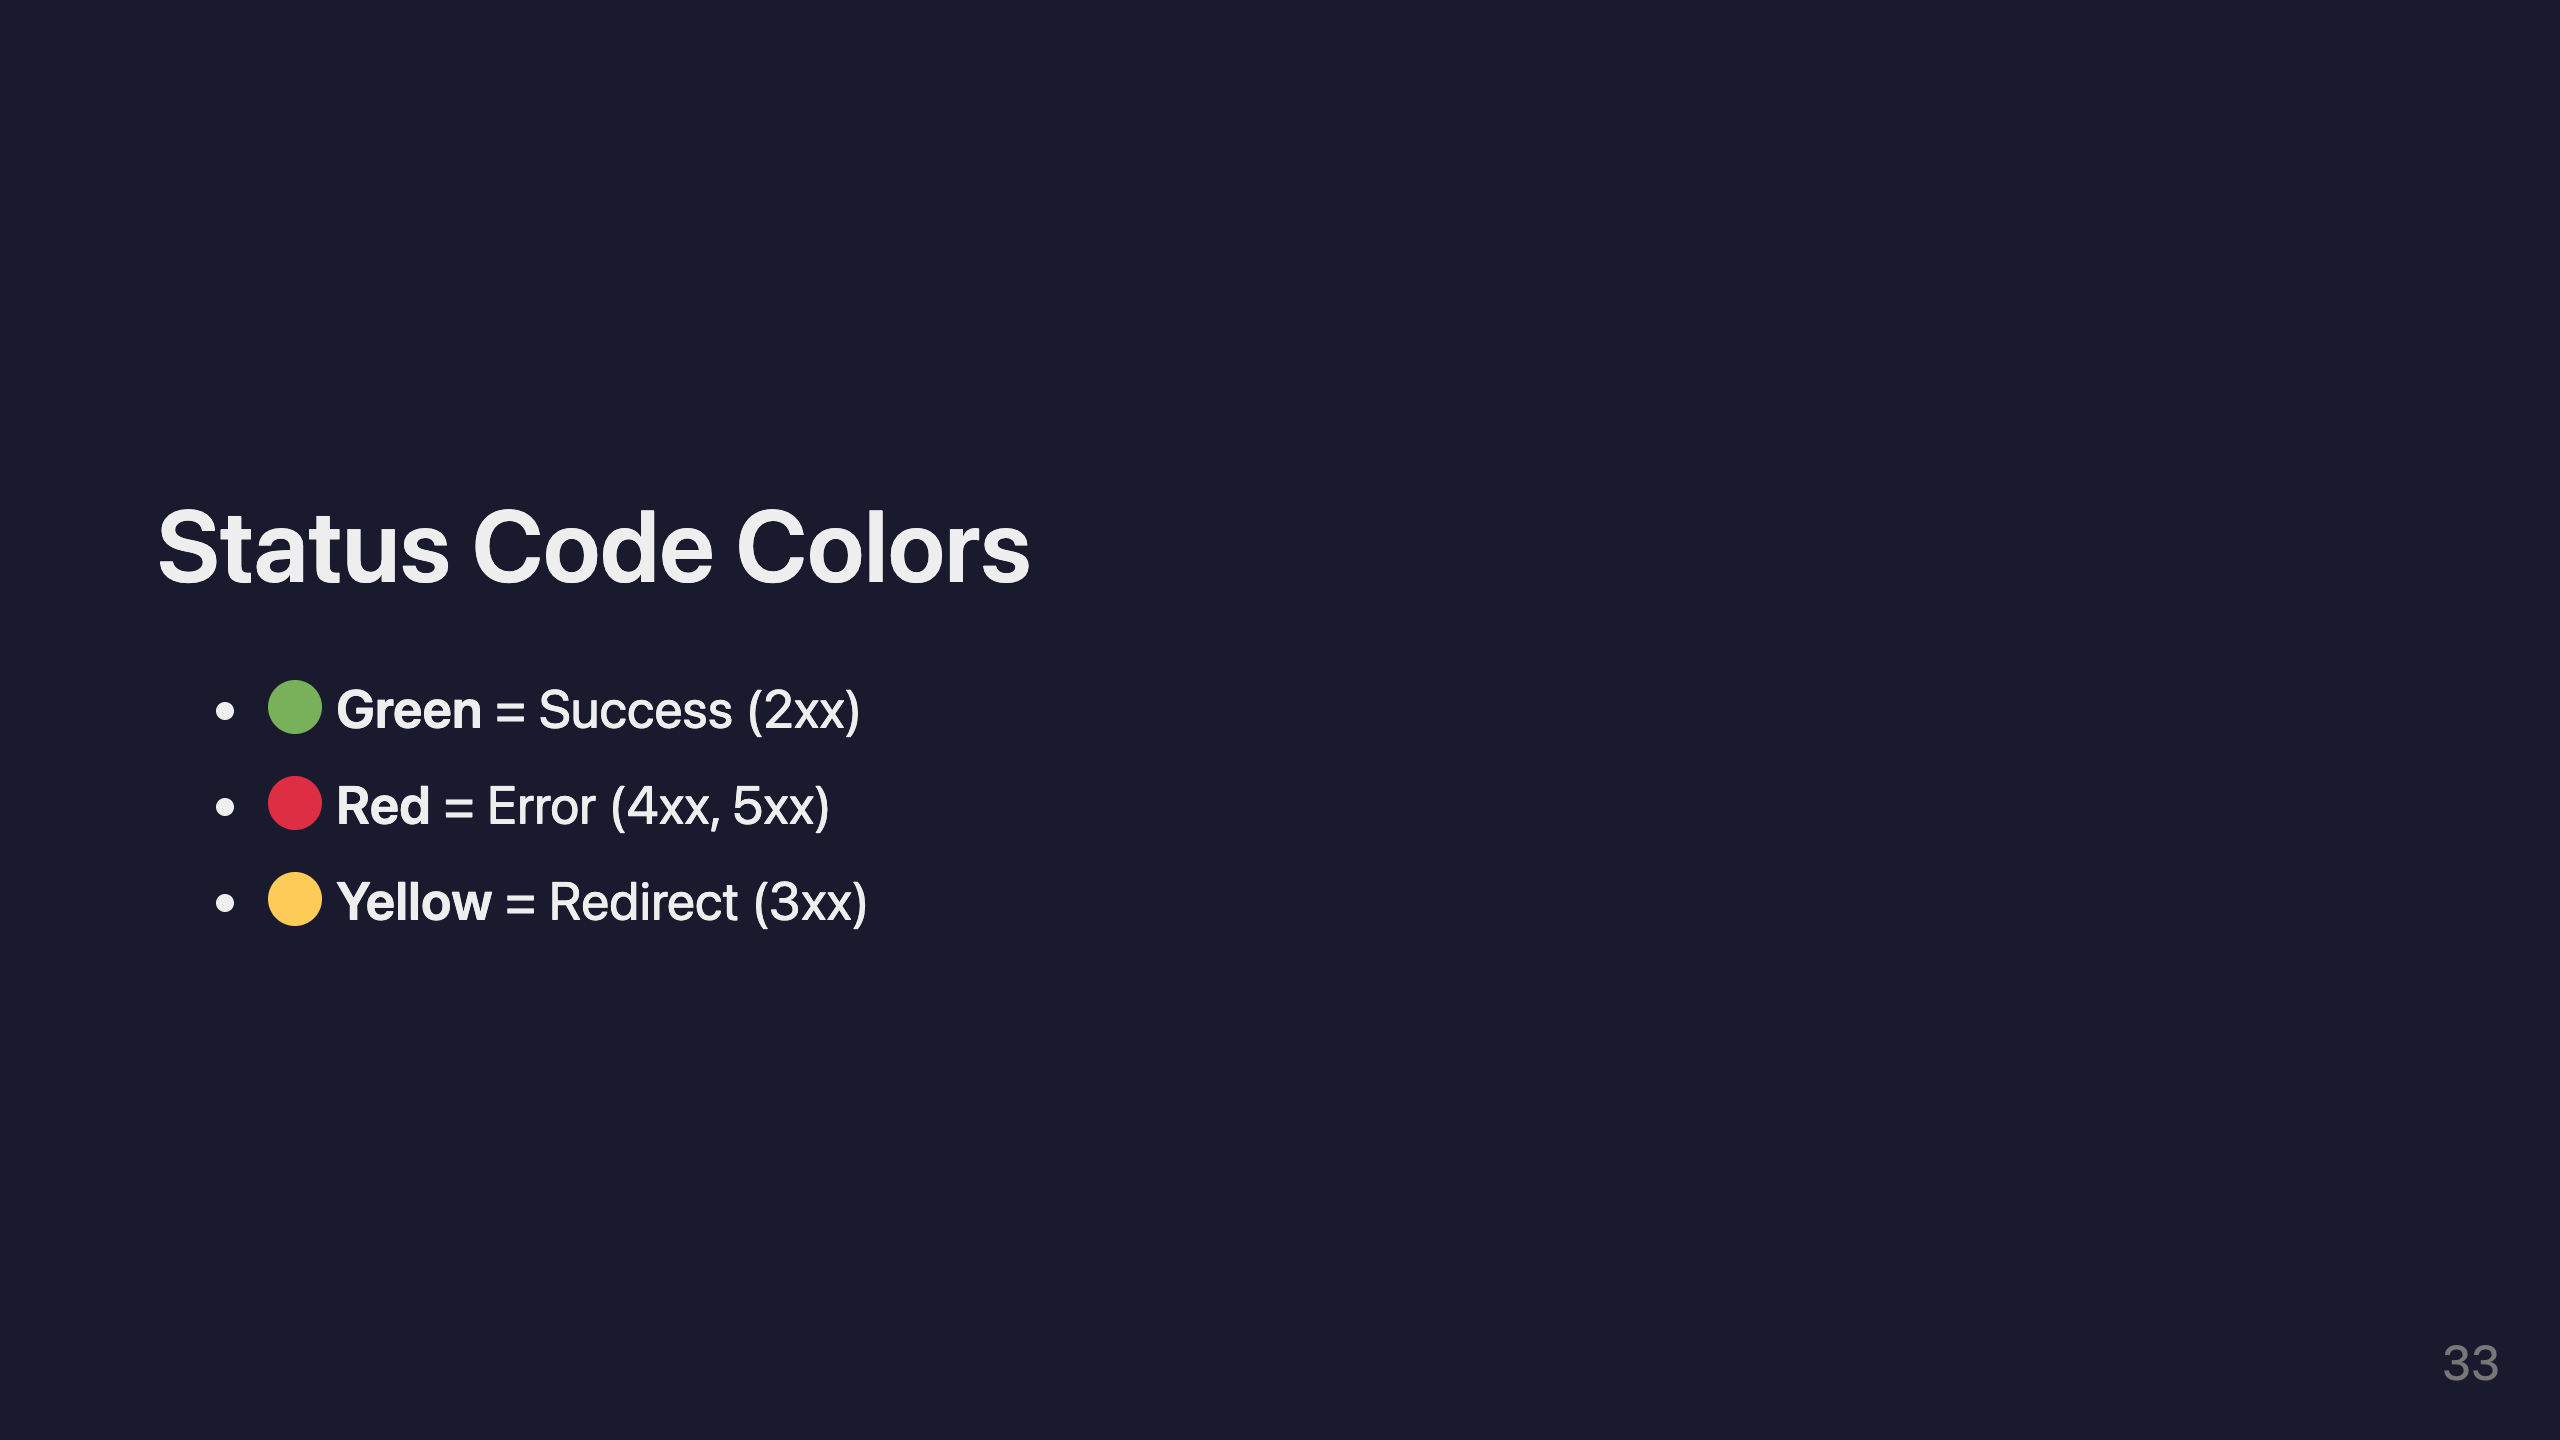 Status Code Colors
• 🟢 Green = Success (2xx)
• 🔴 Red = Error (4xx, 5xx)
• 🟡 Yellow = Redirect (3xx)
33